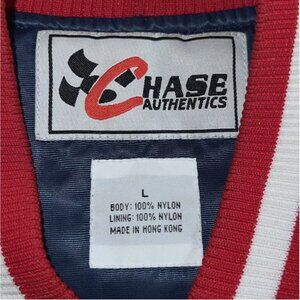 CHASE
AUTHENTICS
L
BODY: 100% NYLON
LINING: 100% NYLON
MADE IN HONG KONG